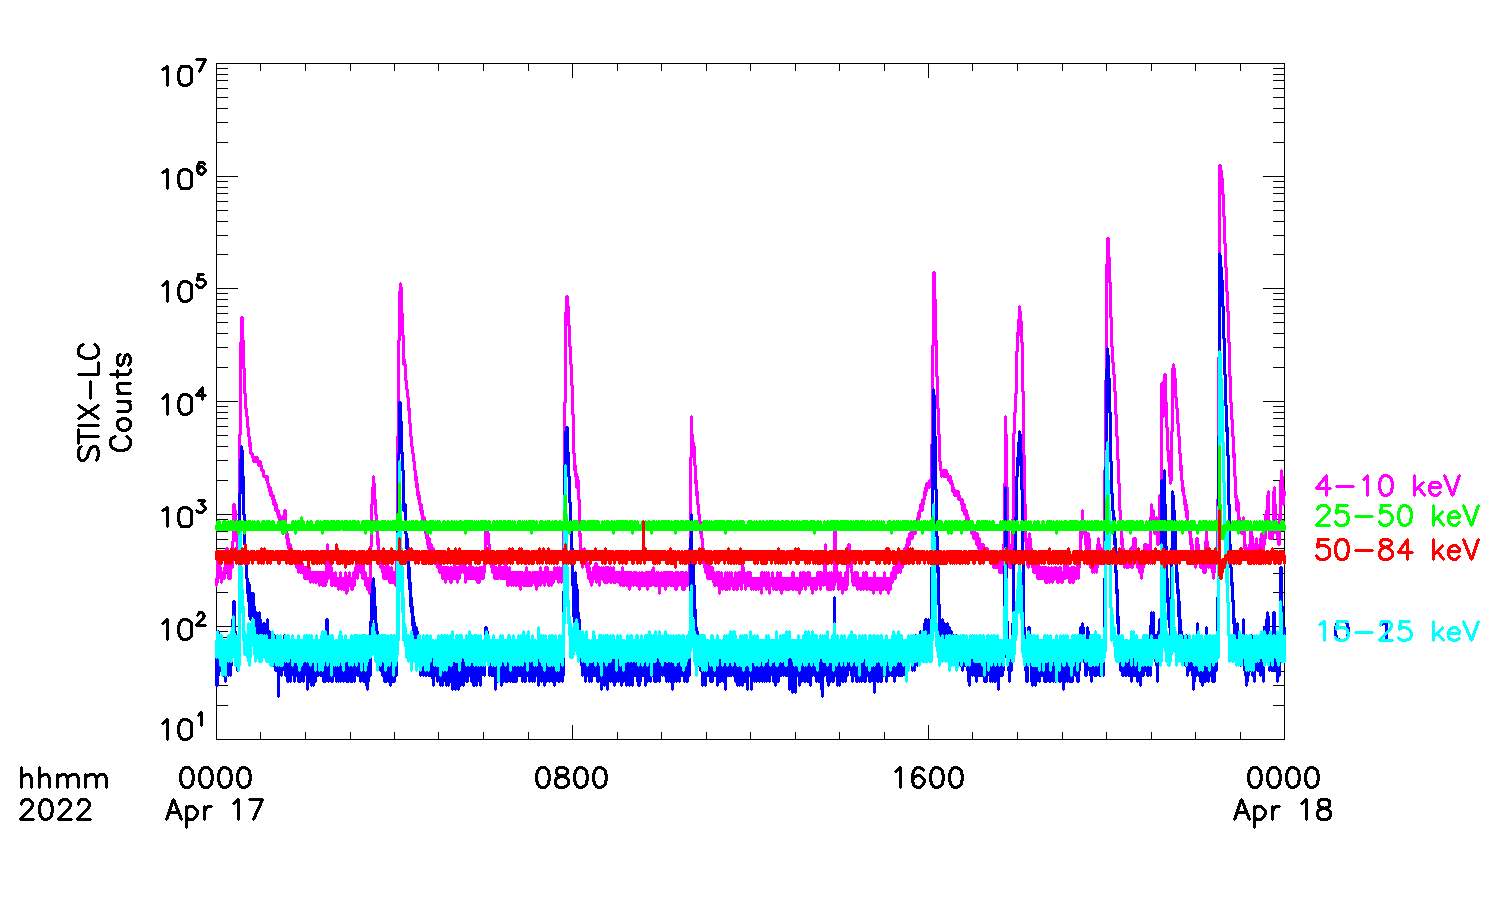 10^7
10^6
10^5
10^4
10^3
10^2
10^1
STIX-LC
Counts
4-10 keV
25-50 keV
50-84 keV
15-25 keV
hhmm 0000 0800 1600 0000
2022 Apr 17 Apr 18